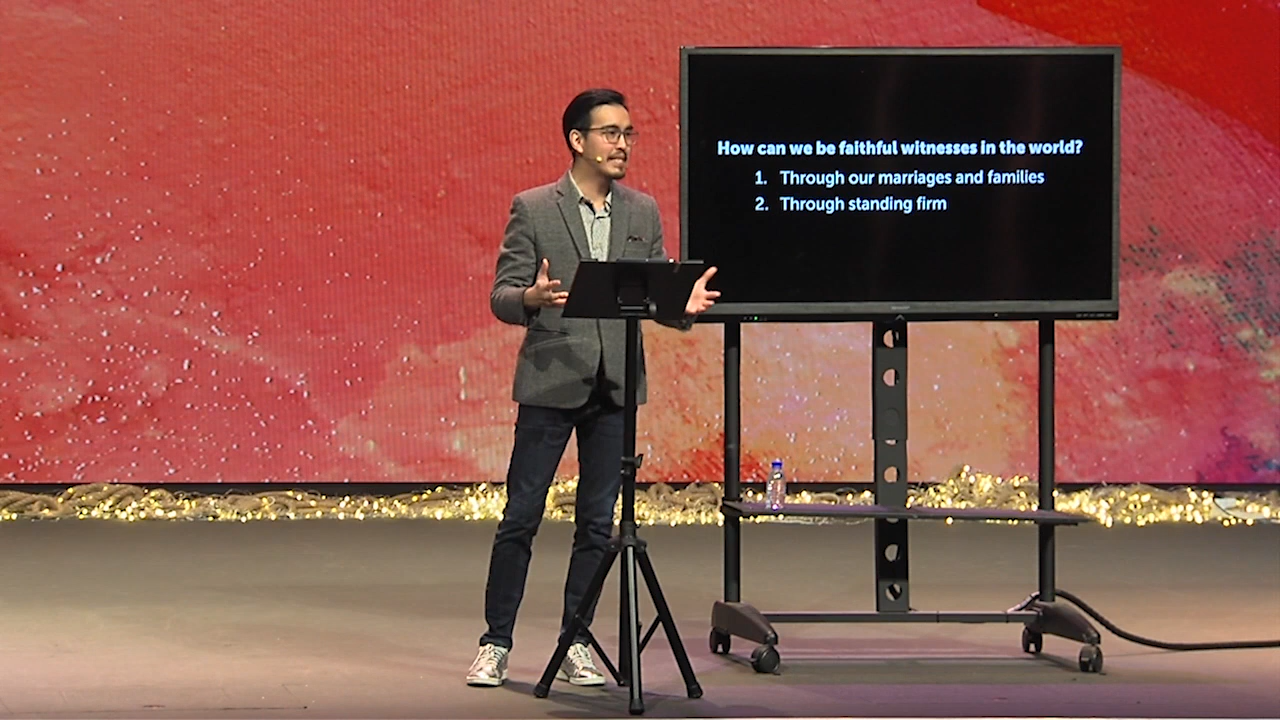 How can we be faithful witnesses in the world?
1. Through our marriages and families
2. Through standing firm